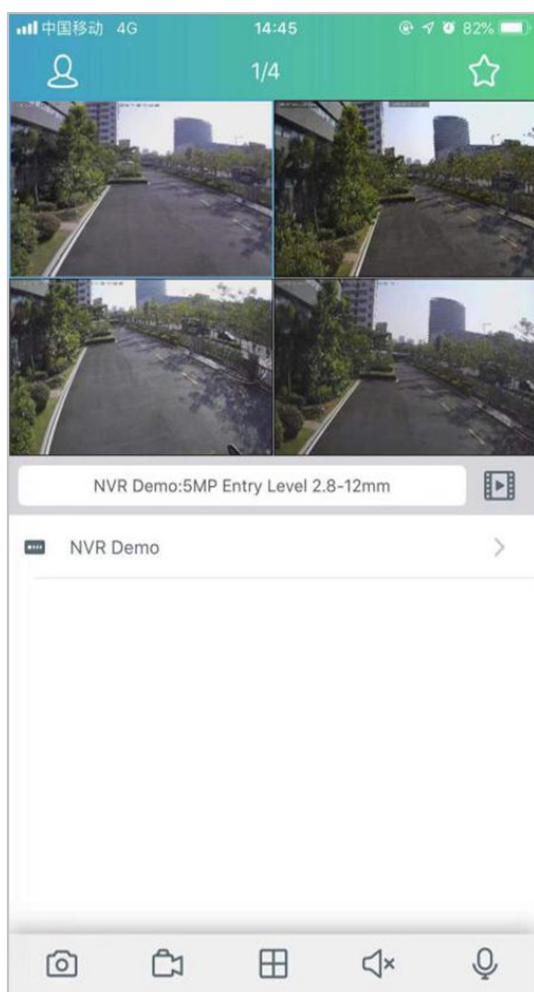 中国移动 4G 14:45 82%
1/4
NVR Demo:5MP Entry Level 2.8-12mm
NVR Demo